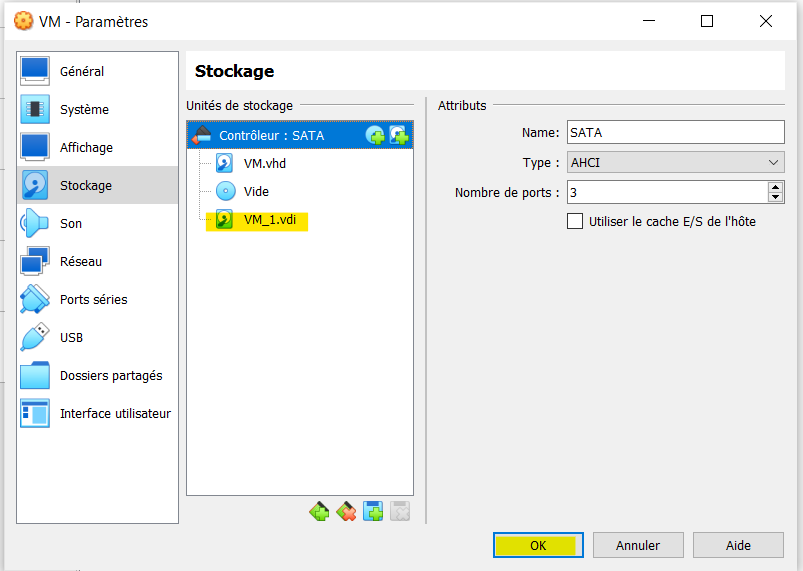 VM - Paramètres
Général
Système
Affichage
Stockage
Son
Réseau
Ports séries
USB
Dossiers partagés
Interface utilisateur
Stockage
Unités de stockage
Contrôleur : SATA
VM.vhd
Vide
VM_1.vdi
Attributs
Name: SATA
Type : AHCI
Nombre de ports : 3
Utiliser le cache E/S de l'hôte
OK Annuler Aide